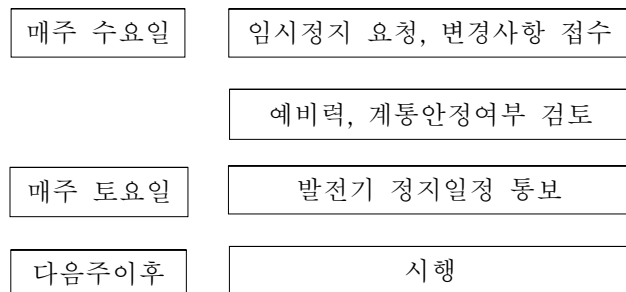 매주 수요일 임시정지 요청, 변경사항 접수
예비력, 계통안정여부 검토
매주 토요일 발전기 정지일정 통보
다음주이후 시행